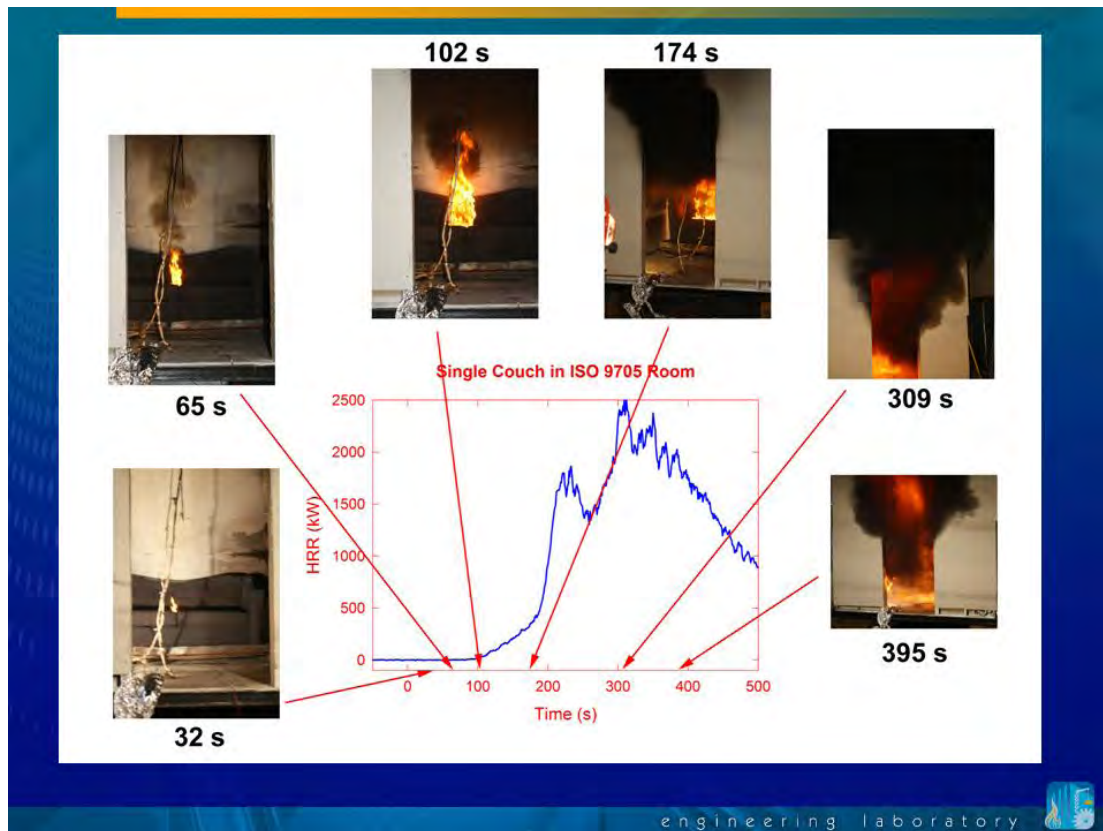 102 s
174 s
65 s
309 s
32 s
395 s
Single Couch in ISO 9705 Room
HRR (kW)
2500
2000
1500
1000
500
0
0 100 200 300 400 500
Time (s)
engineering laboratory